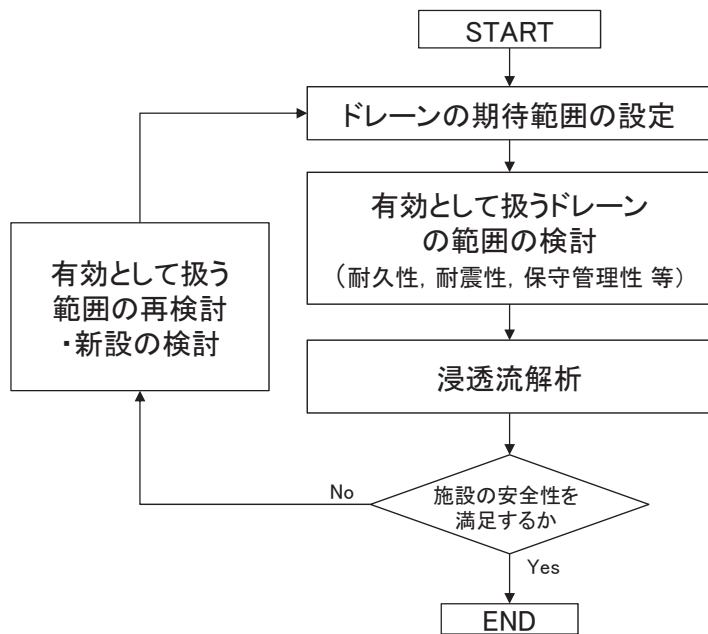 START
ドレーンの期待範囲の設定
有効として扱うドレーン
の範囲の検討
（耐久性，耐震性，保守管理性 等）
有効として扱う
範囲の再検討
・新設の検討
浸透流解析
施設の安全性を
満足するか
No
Yes
END